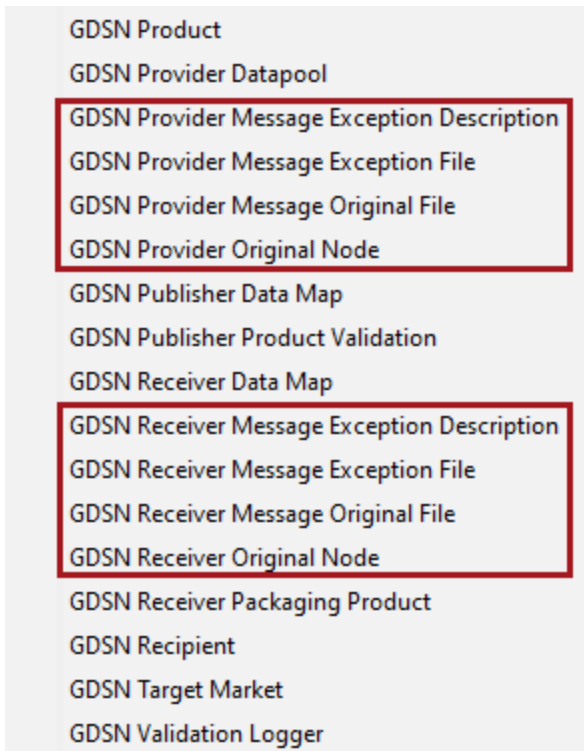 GDSN Product
GDSN Provider Datapool
GDSN Provider Message Exception Description
GDSN Provider Message Exception File
GDSN Provider Message Original File
GDSN Provider Original Node
GDSN Publisher Data Map
GDSN Publisher Product Validation
GDSN Receiver Data Map
GDSN Receiver Message Exception Description
GDSN Receiver Message Exception File
GDSN Receiver Message Original File
GDSN Receiver Original Node
GDSN Receiver Packaging Product
GDSN Recipient
GDSN Target Market
GDSN Validation Logger